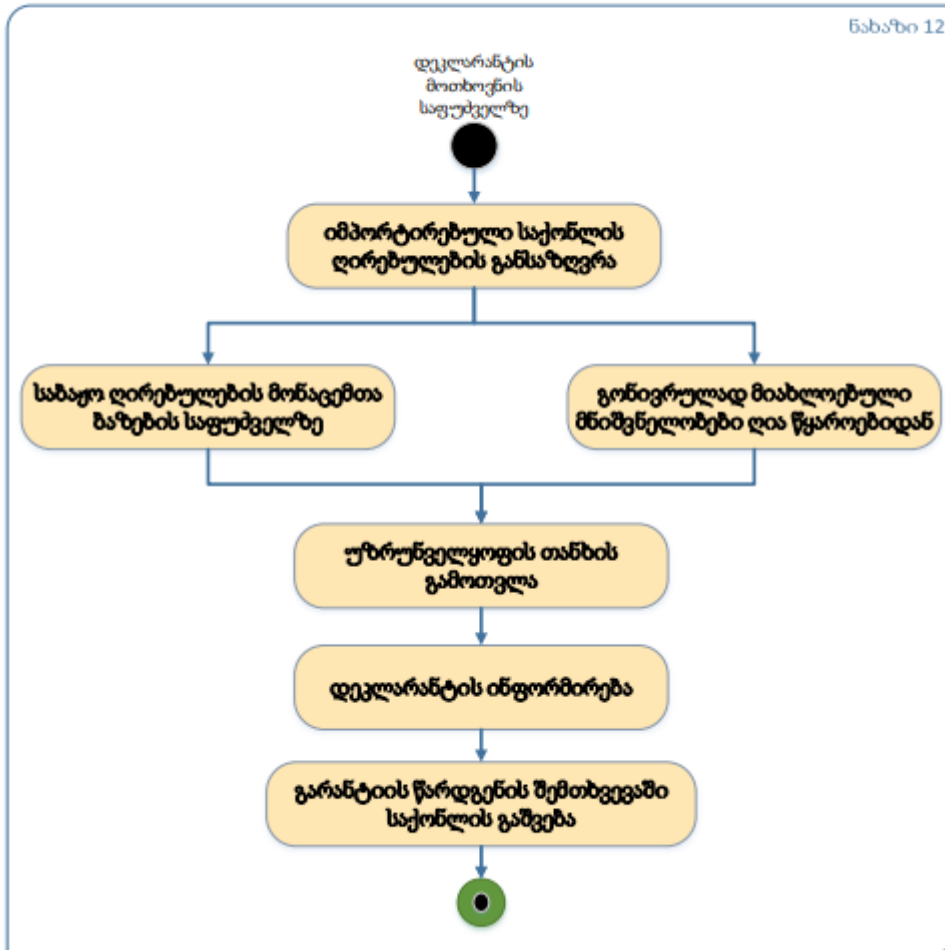 ნახაზი 12
დეკლარანტის
მოთხოვნის
საფუძველზე
იმპორტირებული საქონლის
ღირებულების განსაზღვრა
საბაჟო ღირებულების მონაცემთა
ბაზების საფუძველზე
გონივრულად მიახლოებული
მნიშვნელობები ღია წყაროებიდან
უზრუნველყოფის თანხის
გამოთვლა
დეკლარანტის ინფორმირება
გარანტიის წარდგენის შემთხვევაში
საქონლის გაშვება